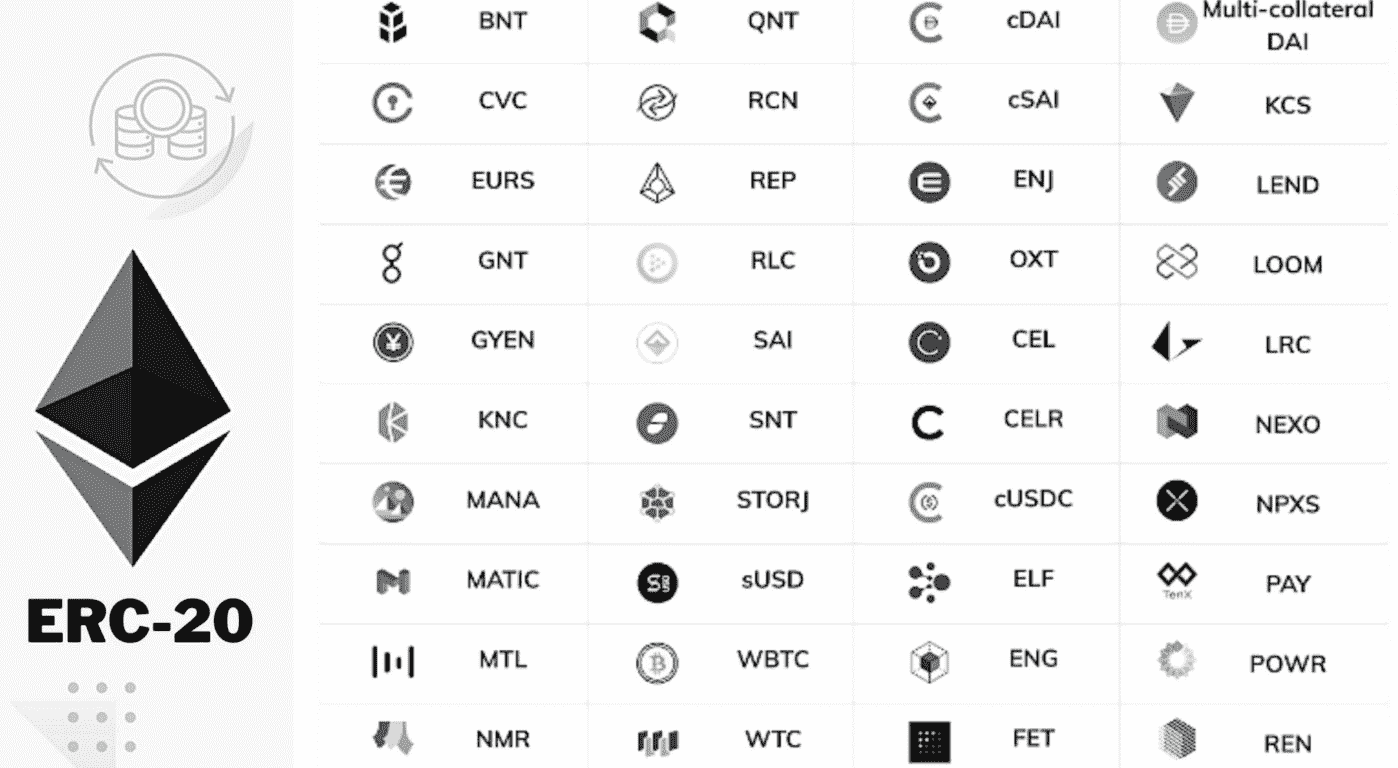 BNT QNT cDAI Multi-collateral
DAI
CVC RCN cSAI KCS
EURS REP ENJ LEND
GNT RLC OXT LOOM
GYEN SAI CEL LRC
KNC SNT CELR NEXO
MANA STORJ cUSDC NPXS
MATIC sUSD ELF PAY
TenX
ERC-20
MTL WBTC ENG POWR
NMR WTC FET REN